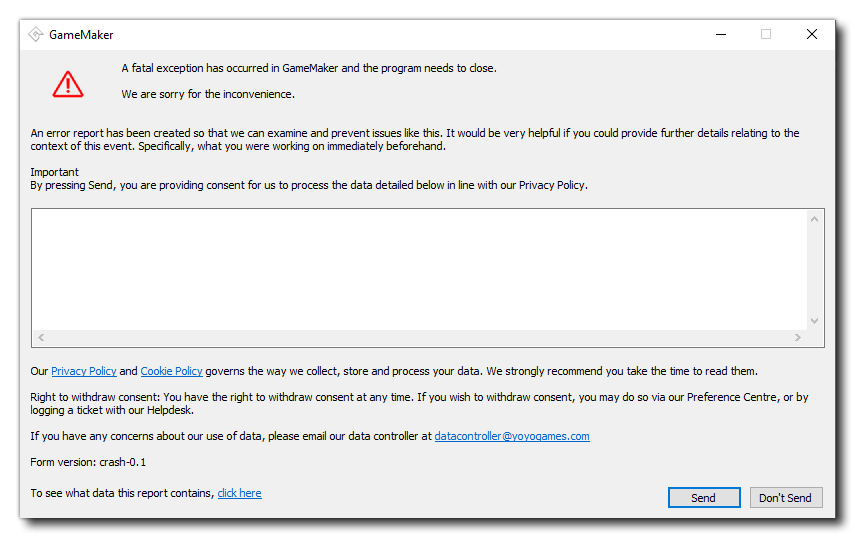 GameMaker
A fatal exception has occurred in GameMaker and the program needs to close.
We are sorry for the inconvenience.
An error report has been created so that we can examine and prevent issues like this. It would be very helpful if you could provide further details relating to the
context of this event. Specifically, what you were working on immediately beforehand.
Important
By pressing Send, you are providing consent for us to process the data detailed below in line with our Privacy Policy.
Our Privacy Policy and Cookie Policy governs the way we collect, store and process your data. We strongly recommend you take the time to read them.
Right to withdraw consent: You have the right to withdraw consent at any time. If you wish to withdraw consent, you may do so via our Preference Centre, or by
logging a ticket with our Helpdesk.
If you have any concerns about our use of data, please email our data controller at datacontroller@yoyogames.com
Form version: crash-0.1
To see what data this report contains, click here
Send
Don't Send